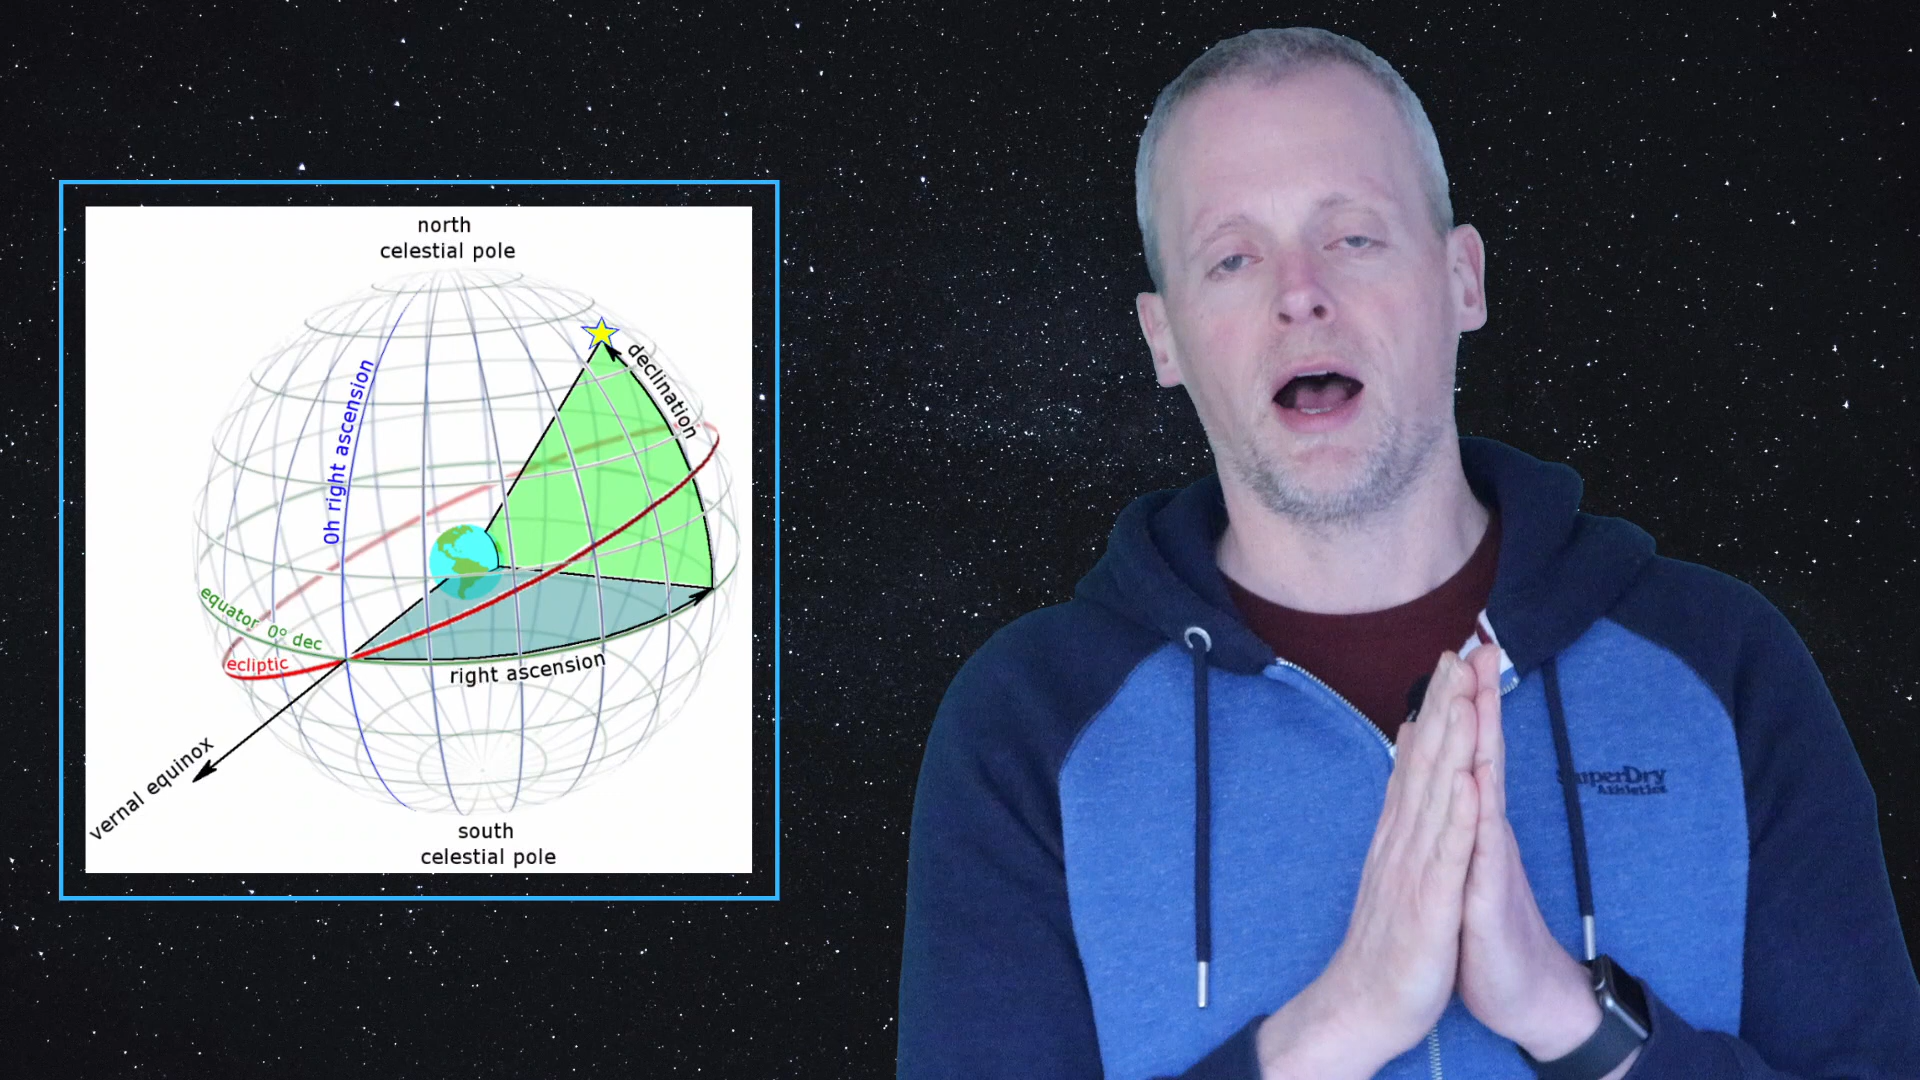 north
celestial pole
declination
0h right ascension
equator 0° dec
ecliptic
right ascension
vernal equinox
south
celestial pole
SuperDry
Athletics